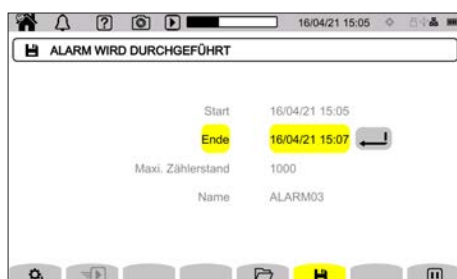 16/04/21 15:05
ALARM WIRD DURCHGEFÜHRT
Start 16/04/21 15:05
Ende 16/04/21 15:07
Maxi. Zählerstand 1000
Name ALARM03